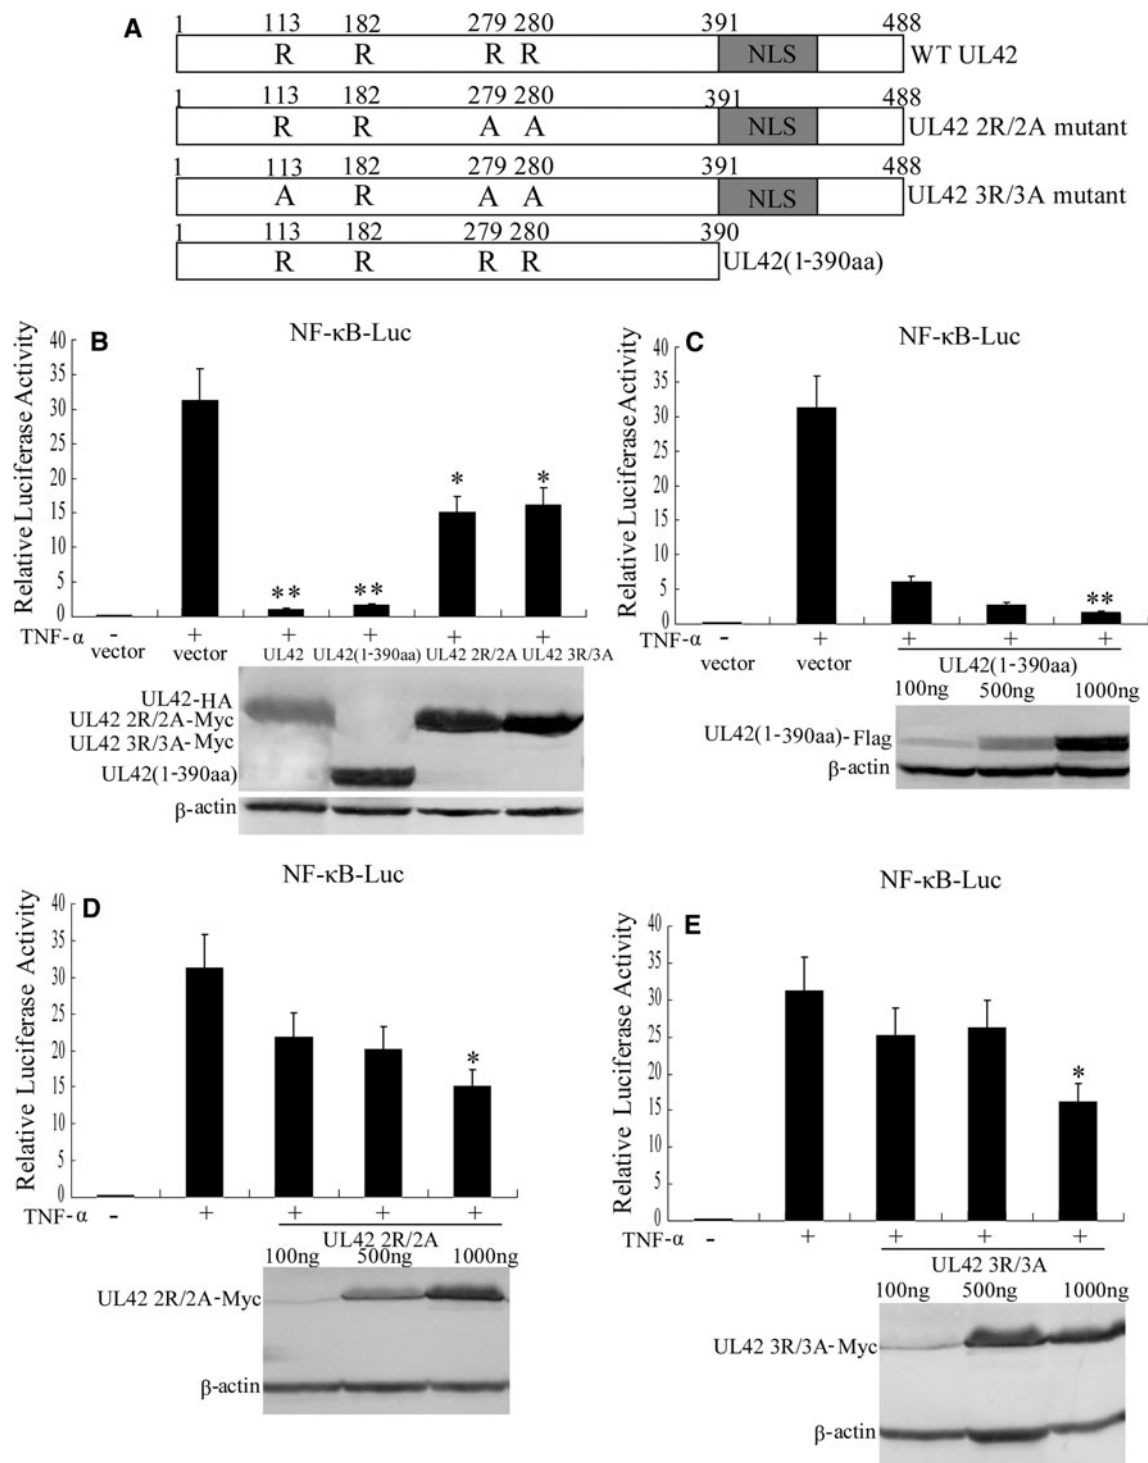 A
1 113 182 279 280 391 488
R R R R NLS WT UL42
1 113 182 279 280 391 488
R R A A NLS UL42 2R/2A mutant
1 113 182 279 280 391 488
A R A A NLS UL42 3R/3A mutant
1 113 182 279 280 390
R R R R UL42(1-390aa)
B
NF-κB-Luc
Relative Luciferase Activity
40
35
30
25
20
15
10
5
0
** ** * *
TNF-α - + + + + +
vector vector UL42 UL42(1-390aa) UL42 2R/2A UL42 3R/3A
UL42-HA
UL42 2R/2A-Myc
UL42 3R/3A-Myc
UL42(1-390aa)
β-actin
C
NF-κB-Luc
Relative Luciferase Activity
40
35
30
25
20
15
10
5
0
**
TNF-α - + + + +
vector vector UL42(1-390aa)
100ng 500ng 1000ng
UL42(1-390aa)-Flag
β-actin
D
NF-κB-Luc
Relative Luciferase Activity
40
35
30
25
20
15
10
5
0
*
TNF-α - + + + +
UL42 2R/2A
100ng 500ng 1000ng
UL42 2R/2A-Myc
β-actin
E
NF-κB-Luc
Relative Luciferase Activity
40
35
30
25
20
15
10
5
0
*
TNF-α - + + + +
UL42 3R/3A
100ng 500ng 1000ng
UL42 3R/3A-Myc
β-actin